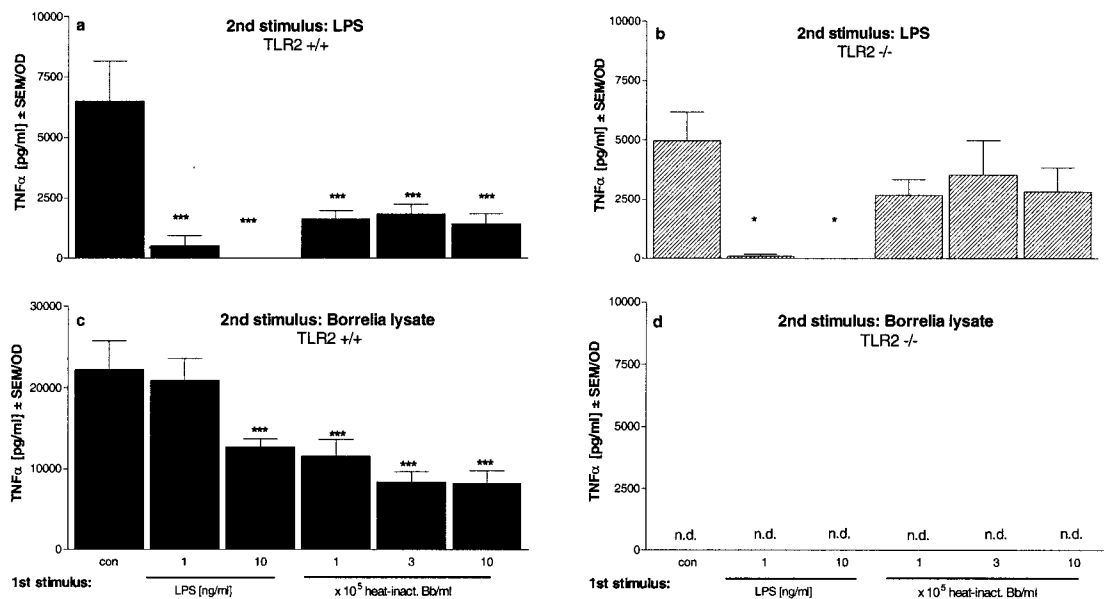 a
2nd stimulus: LPS
TLR2 +/+
TNFα [pg/ml] ± SEM/OD
10000
7500
5000
2500
0
***
***
***
***
***
b
2nd stimulus: LPS
TLR2 -/-
TNFα [pg/ml] ± SEM/OD
10000
7500
5000
2500
0
*
*
c
2nd stimulus: Borrelia lysate
TLR2 +/+
TNFα [pg/ml] ± SEM/OD
30000
20000
10000
0
***
***
***
***
con
1
10
1
3
10
1st stimulus:
LPS [ng/ml]
x 10⁵ heat-inact. Bb/ml
d
2nd stimulus: Borrelia lysate
TLR2 -/-
TNFα [pg/ml] ± SEM/OD
10000
7500
5000
2500
0
n.d.
n.d.
n.d.
n.d.
n.d.
n.d.
con
1
10
1
3
10
1st stimulus:
LPS [ng/ml]
x 10⁵ heat-inact. Bb/ml